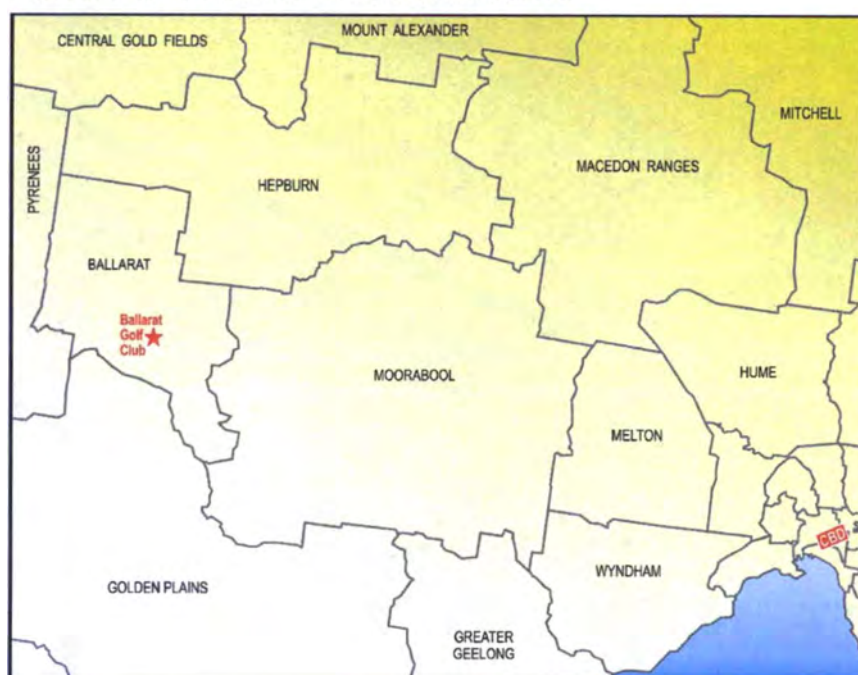 CENTRAL GOLD FIELDS
MOUNT ALEXANDER
MITCHELL
PYRENEES
HEPBURN
MACEDON RANGES
BALLARAT
Ballarat
Golf
Club
MOORABOOL
HUME
MELTON
CBD
GOLDEN PLAINS
WYNDHAM
GREATER
GEELONG